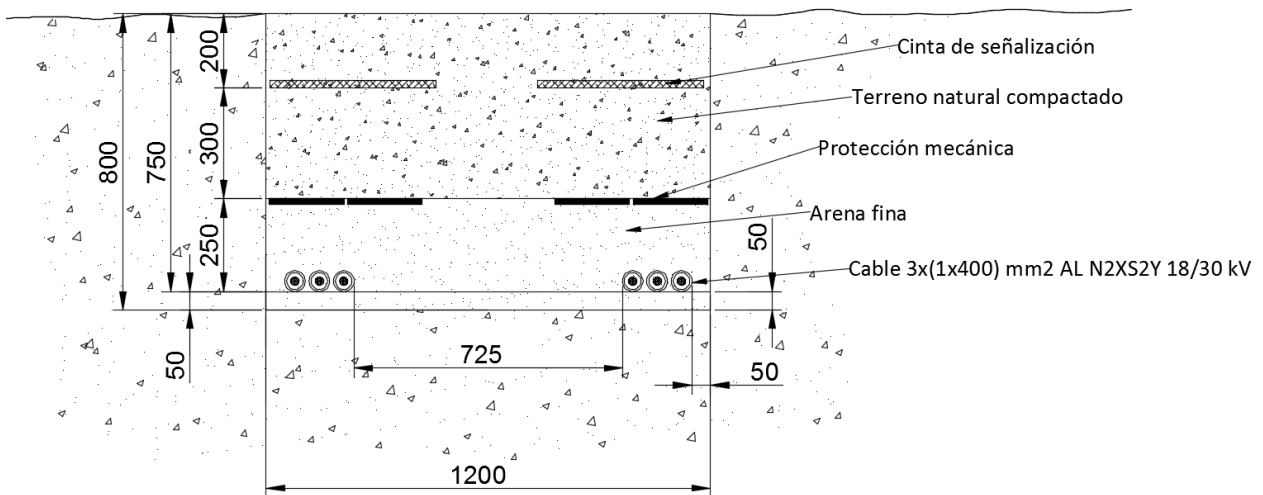 Cinta de señalización
Terreno natural compactado
Protección mecánica
Arena fina
Cable 3x(1x400) mm2 AL N2XS2Y 18/30 kV
200
300
250
750
800
50
50
725
50
1200